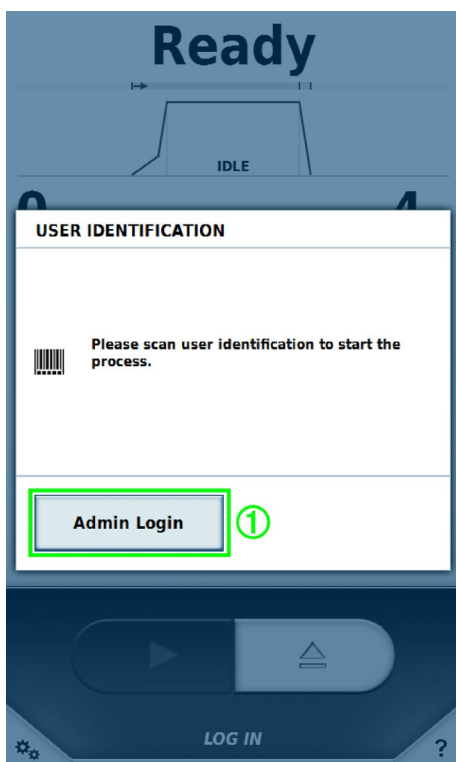 Ready
IDLE
USER IDENTIFICATION
Please scan user identification to start the
process.
Admin Login
①
LOG IN
?